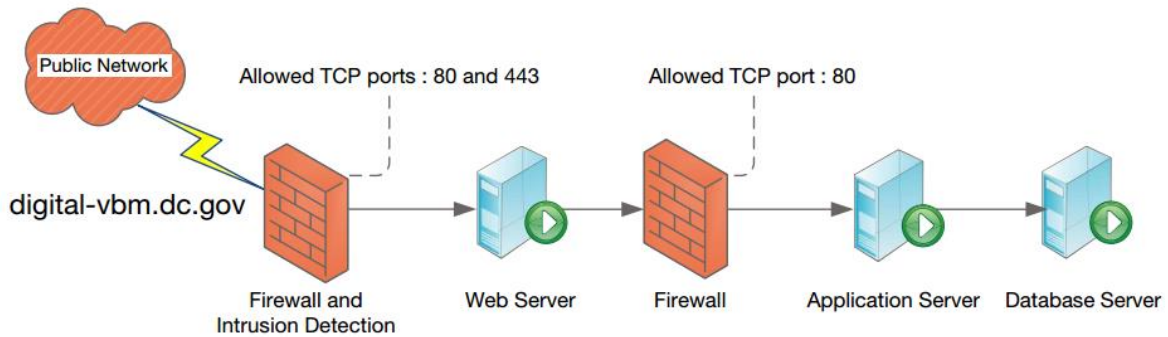 Public Network
Allowed TCP ports : 80 and 443
Allowed TCP port : 80
digital-vbm.dc.gov
Firewall and
Intrusion Detection
Web Server
Firewall
Application Server
Database Server